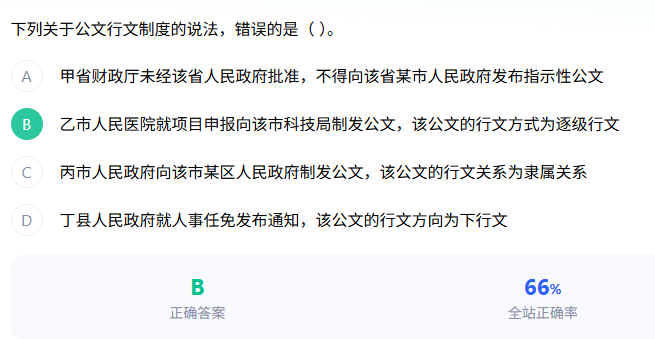 下列关于公文行文制度的说法，错误的是（ ）。
A 甲省财政厅未经该省人民政府批准，不得向该省某市人民政府发布指示性公文
B 乙市人民医院就项目申报向该市科技局制发公文，该公文的行文方式为逐级行文
C 丙市人民政府向该市某区人民政府制发公文，该公文的行文关系为隶属关系
D 丁县人民政府就人事任免发布通知，该公文的行文方向为下行文
B 66%
正确答案 全站正确率